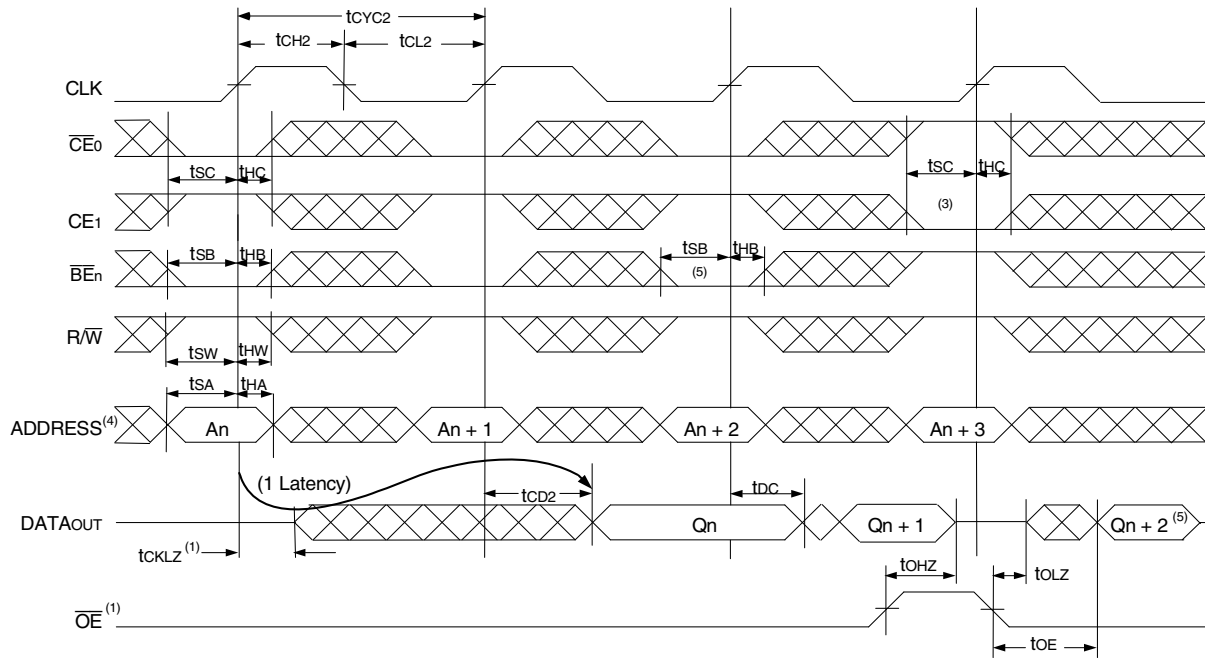 tCYC2
tCH2 tCL2
CLK
CE0
tSC tHC tSC tHC
(3)
CE1
tSB tHB tSB tHB
(5)
BEn
R/W
tSW tHW
tSA tHA
ADDRESS(4) An An + 1 An + 2 An + 3
(1 Latency)
tCD2 tDC
DATAOUT Qn Qn + 1 Qn + 2 (5)
tCKLZ (1)
tOHZ tOLZ
OE (1)
tOE